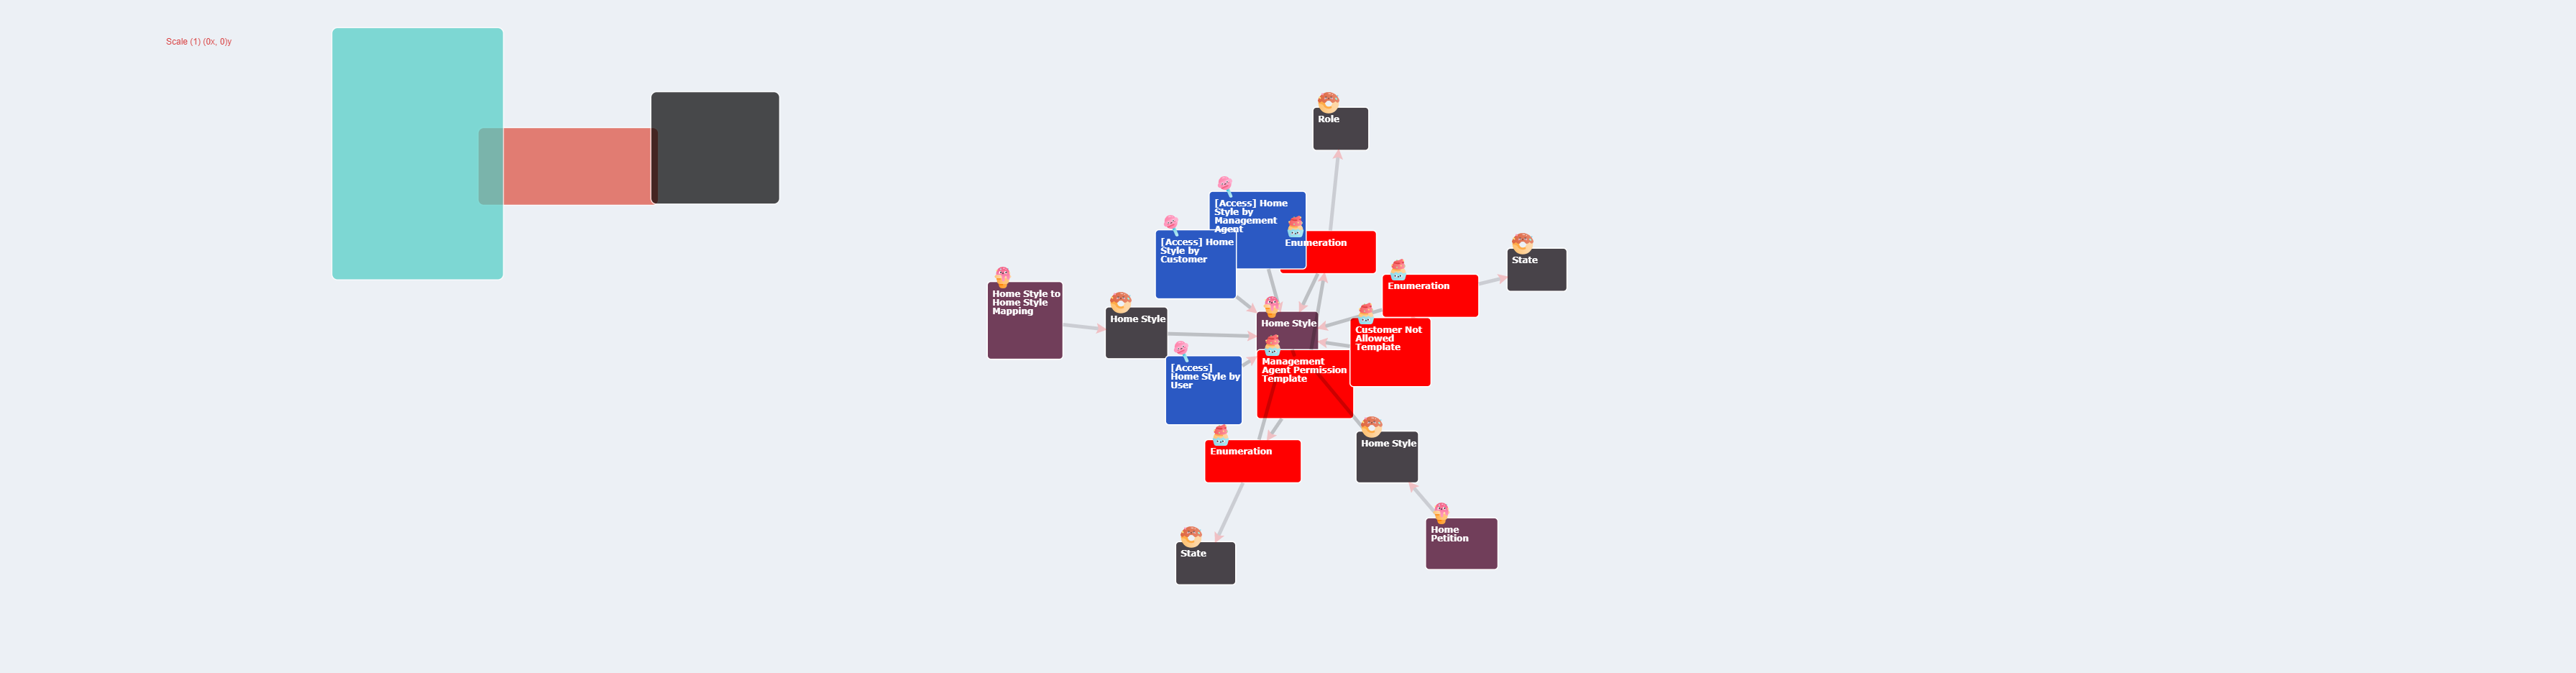 Scale (1) (0x, 0)y
Role
[Access] Home
Style by
Management
Agent
[Access] Home
Style by
Customer
Enumeration
State
Enumeration
Home Style to
Home Style
Mapping
Home Style
Home Style
Customer Not
Allowed
Template
[Access]
Home Style by
User
Management
Agent Permission
Template
Enumeration
Home Style
Home
Petition
State